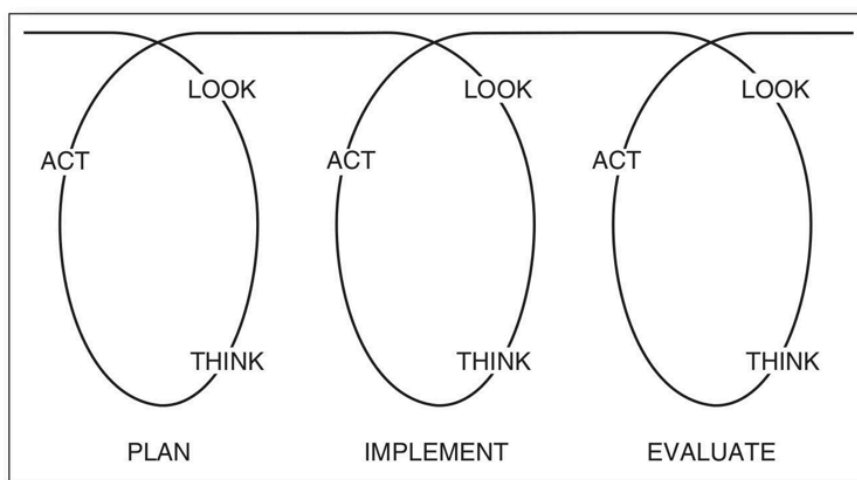 LOOK
LOOK
LOOK
ACT
ACT
ACT
THINK
THINK
THINK
PLAN
IMPLEMENT
EVALUATE